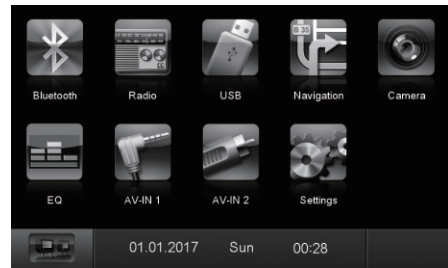 B 35
Bluetooth Radio USB Navigation Camera
EQ AV-IN 1 AV-IN 2 Settings
01.01.2017 Sun 00:28